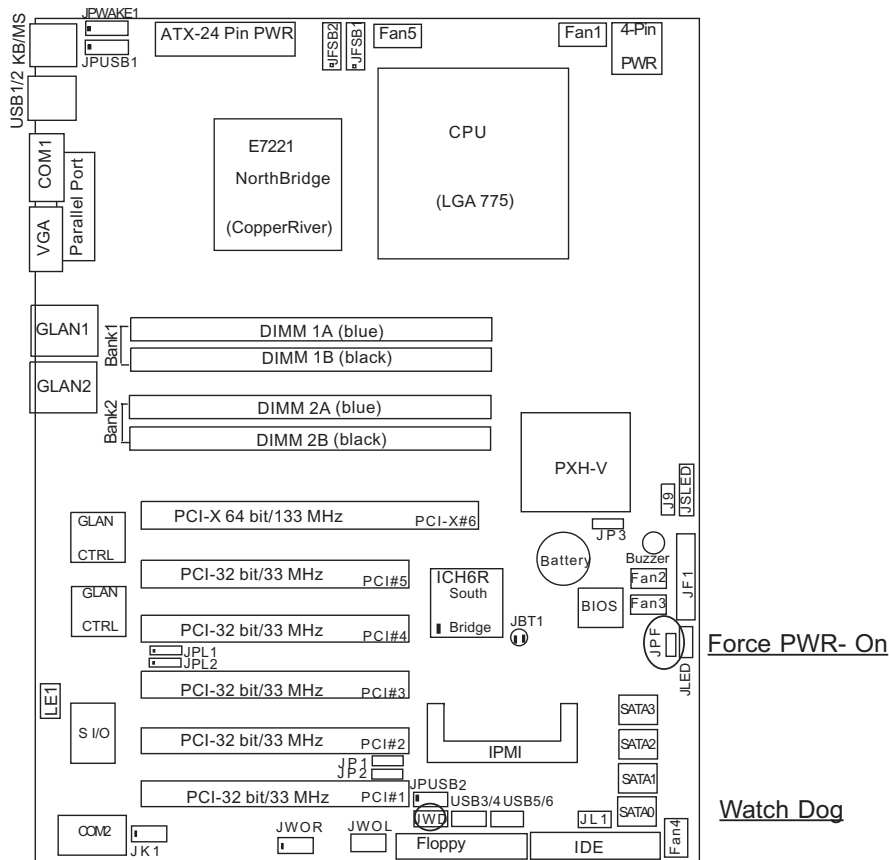 JPWAKE1
JPUSB1
KB/MS
USB1/2
ATX-24 Pin PWR
JFSB2
JFSB1
Fan5
Fan1
4-Pin
PWR
COM1
VGA
Parallel Port
E7221
NorthBridge
(CopperRiver)
CPU
(LGA 775)
GLAN1
GLAN2
Bank1
DIMM 1A (blue)
DIMM 1B (black)
Bank2
DIMM 2A (blue)
DIMM 2B (black)
PXH-V
J9
JSLED
JP3
GLAN
CTRL
GLAN
CTRL
PCI-X 64 bit/133 MHz PCI-X#6
PCI-32 bit/33 MHz PCI#5
PCI-32 bit/33 MHz PCI#4
JPL1
JPL2
PCI-32 bit/33 MHz PCI#3
PCI-32 bit/33 MHz PCI#2
JP1
JP2
PCI-32 bit/33 MHz PCI#1
ICH6R
South
Bridge
Battery
JBT1
Buzzer
BIOS
Fan2
Fan3
JF1
JPF
JLED
Force PWR- On
LE1
S I/O
IPMI
SATA3
SATA2
SATA1
SATA0
JPUSB2
JWD
USB3/4
USB5/6
JL1
Watch Dog
COM2
JK1
JWOR
JWOL
Floppy
IDE
Fan4